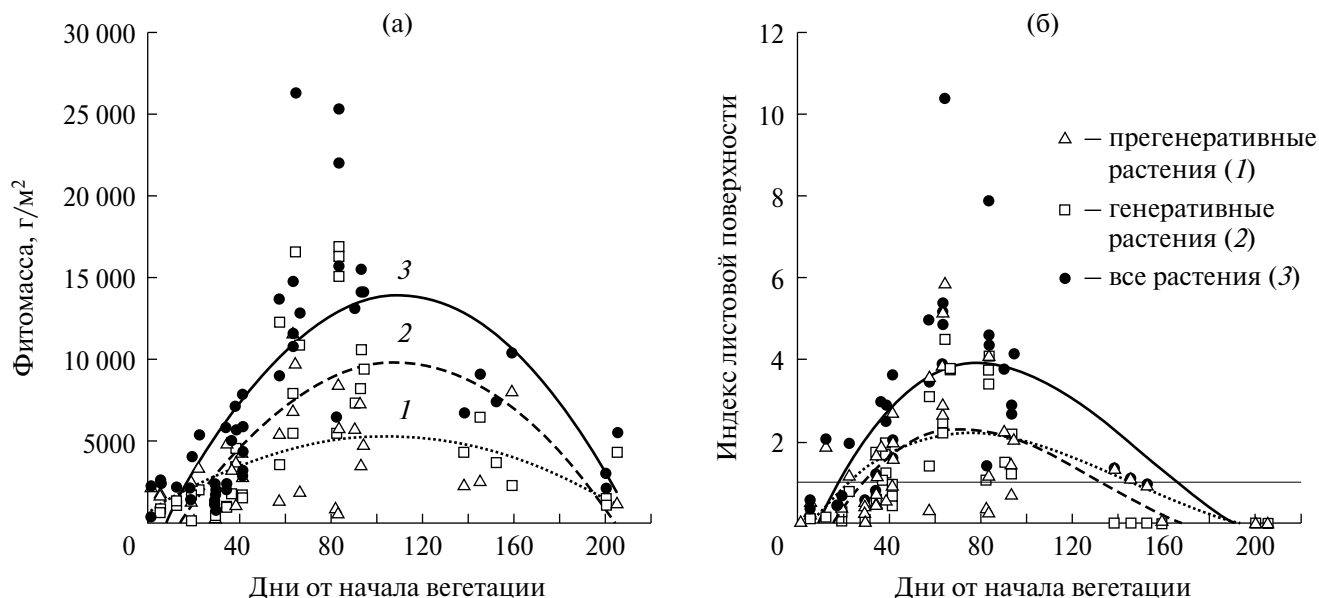 (а)
30 000
25 000
20 000
15 000
10 000
5000
0
40
80
120
160
200
Фитомасса, г/м²
Дни от начала вегетации
3
2
1
(б)
12
10
8
6
4
2
0
40
80
120
160
200
Индекс листовой поверхности
Дни от начала вегетации
– прегенеративные
растения (1)
– генеративные
растения (2)
– все растения (3)